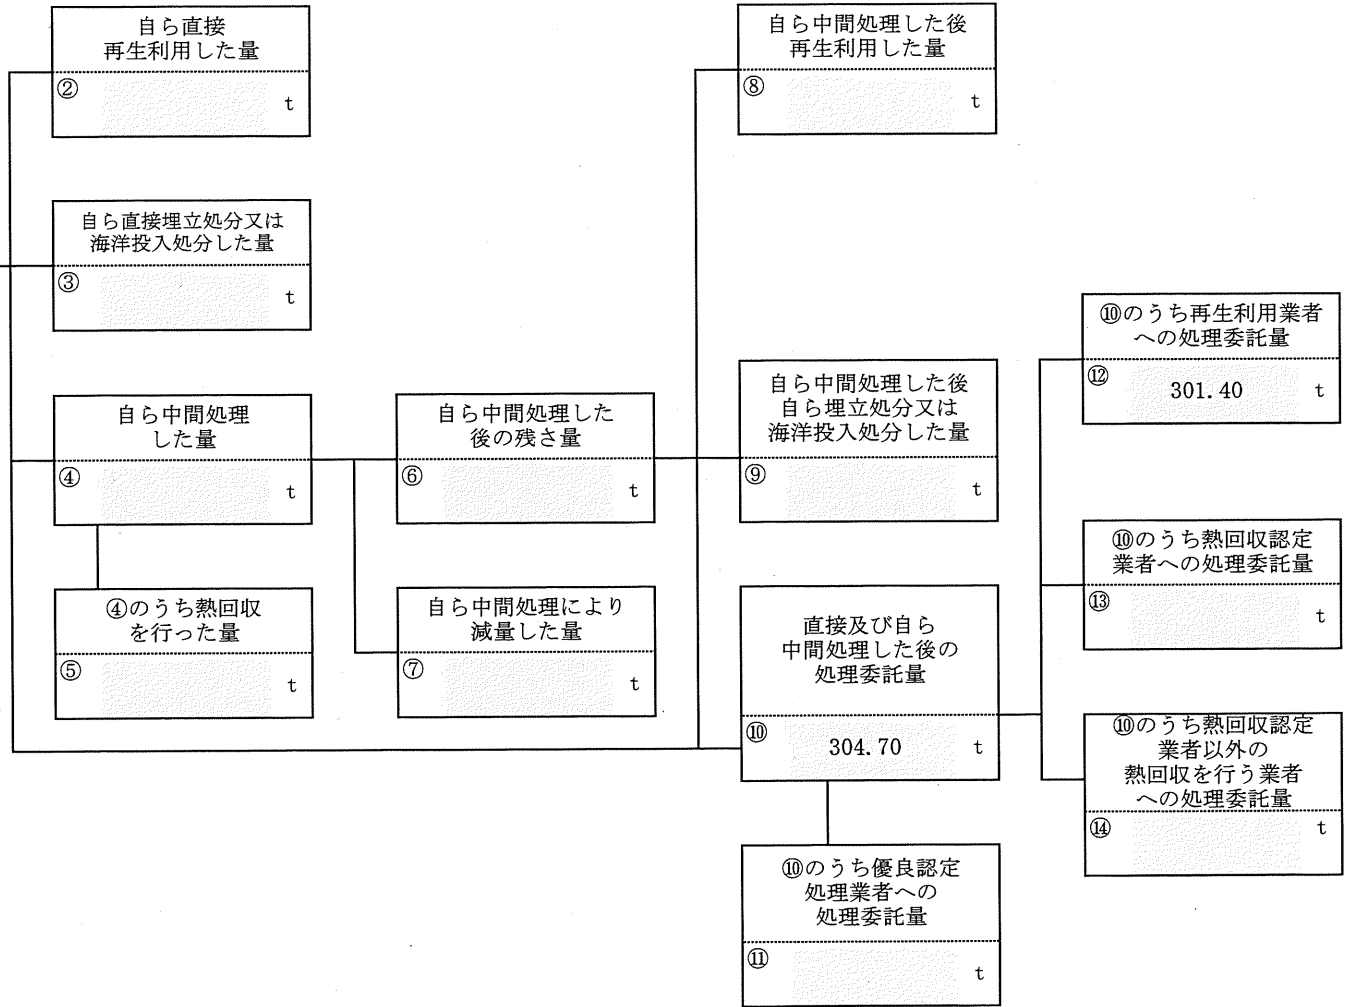 自ら直接
再生利用した量
②
t
自ら直接埋立処分又は
海洋投入処分した量
③
t
自ら中間処理
した量
④
t
④のうち熱回収
を行った量
⑤
t
自ら中間処理した
後の残さ量
⑥
t
自ら中間処理により
減量した量
⑦
t
自ら中間処理した後
再生利用した量
⑧
t
自ら中間処理した後
自ら埋立処分又は
海洋投入処分した量
⑨
t
直接及び自ら
中間処理した後の
処理委託量
⑩ 304.70 t
⑩のうち優良認定
処理業者への
処理委託量
⑪
t
⑩のうち再生利用業者
への処理委託量
⑫ 301.40 t
⑩のうち熱回収認定
業者への処理委託量
⑬
t
⑩のうち熱回収認定
業者以外の
熱回収を行う業者
への処理委託量
⑭
t